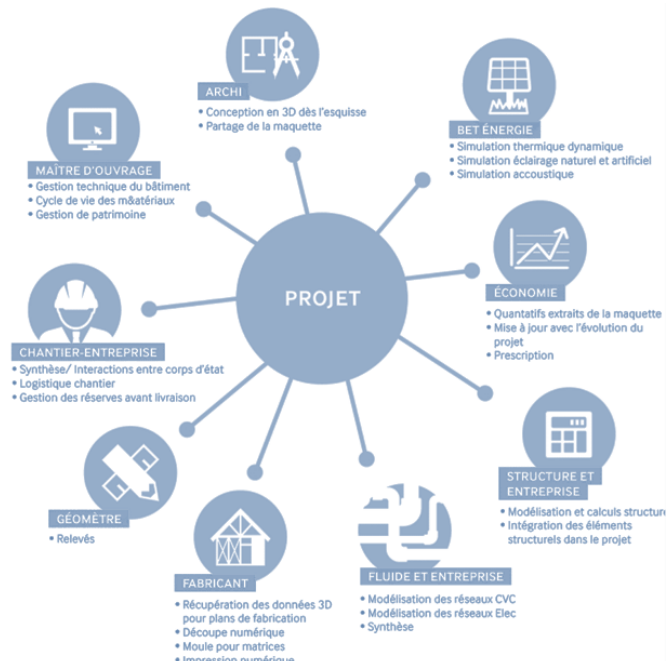 ARCHI
• Conception en 3D dès l'esquisse
• Partage de la maquette
BET ÉNERGIE
• Simulation thermique dynamique
• Simulation éclairage naturel et artificiel
• Simulation accoustique
MAÎTRE D'OUVRAGE
• Gestion technique du bâtiment
• Cycle de vie des m&atériaux
• Gestion de patrimoine
PROJET
ÉCONOMIE
• Quantatifs extraits de la maquette
• Mise à jour avec l'évolution du
projet
• Prescription
CHANTIER-ENTREPRISE
• Synthèse/ Interactions entre corps d'état
• Logistique chantier
• Gestion des réserves avant livraison
STRUCTURE ET
ENTREPRISE
• Modélisation et calculs structure
• Intégration des éléments
structurels dans le projet
GÉOMÈTRE
• Relevés
FABRICANT
• Récupération des données 3D
pour plans de fabrication
• Découpe numérique
• Moule pour matrices
• Impression numérique
FLUIDE ET ENTREPRISE
• Modélisation des réseaux CVC
• Modélisation des réseaux Elec
• Synthèse